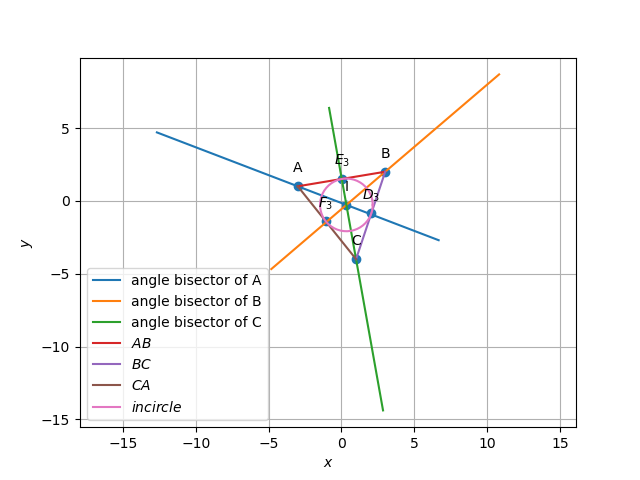 5
0
−5
−10
−15
y
A
B
C
I
E₃
D₃
F₃
angle bisector of A
angle bisector of B
angle bisector of C
AB
BC
CA
incircle
−15 −10 −5 0 5 10 15
x